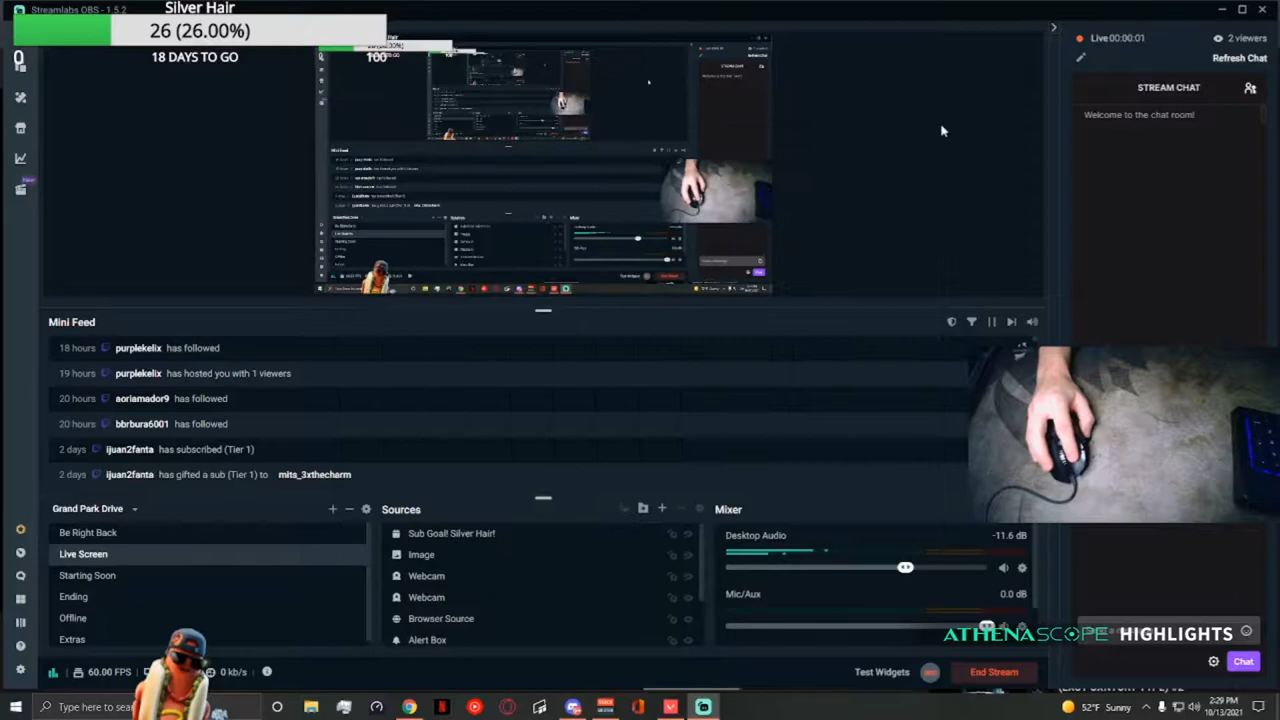 Streamlabs OBS - 1.5.2
Silver Hair
26 (26.00%)
18 DAYS TO GO
100
Live 00:00:01
2 viewers
Refresh Chat
STREAM CHAT
Welcome to the chat room!
New
Mini Feed
18 hours purplekelix has followed
19 hours purplekelix has hosted you with 1 viewers
20 hours aoriamador9 has followed
20 hours bbrbura6001 has followed
2 days ijuan2fanta has subscribed (Tier 1)
2 days ijuan2fanta has gifted a sub (Tier 1) to mita_3xthecharm
Grand Park Drive
Be Right Back
Live Screen
Starting Soon
Ending
Offline
Extras
Sources
Sub Goal! Silver Hair!
Image
Webcam
Webcam
Browser Source
Alert Box
Mixer
Desktop Audio
-11.6 dB
Mic/Aux
0.0 dB
ATHENASCOPE HIGHLIGHTS
Chat
60.00 FPS
0 kb/s
Test Widgets
REC
End Stream
Type here to search
52°F Sunny
2:29 PM
10/13/2021